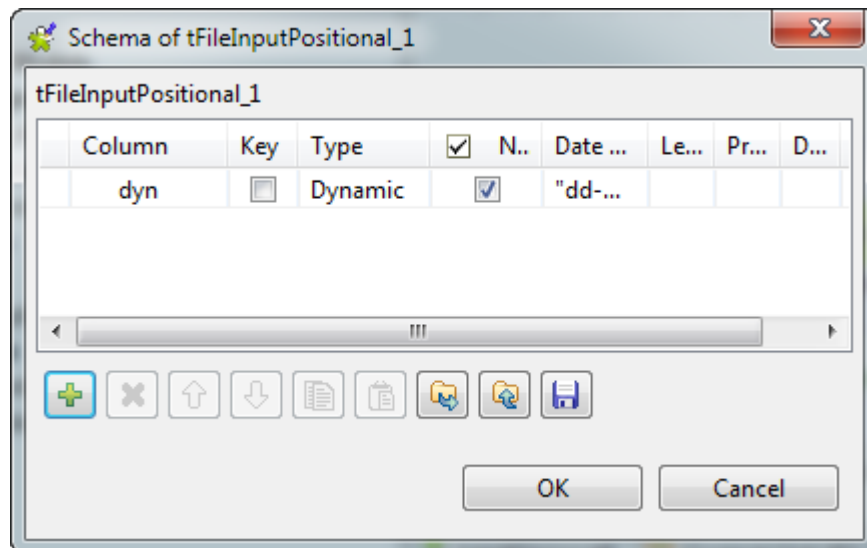 Schema of tFileInputPositional_1
tFileInputPositional_1
Column Key Type N.. Date ... Le... Pr... D...
dyn Dynamic "dd-...
OK Cancel